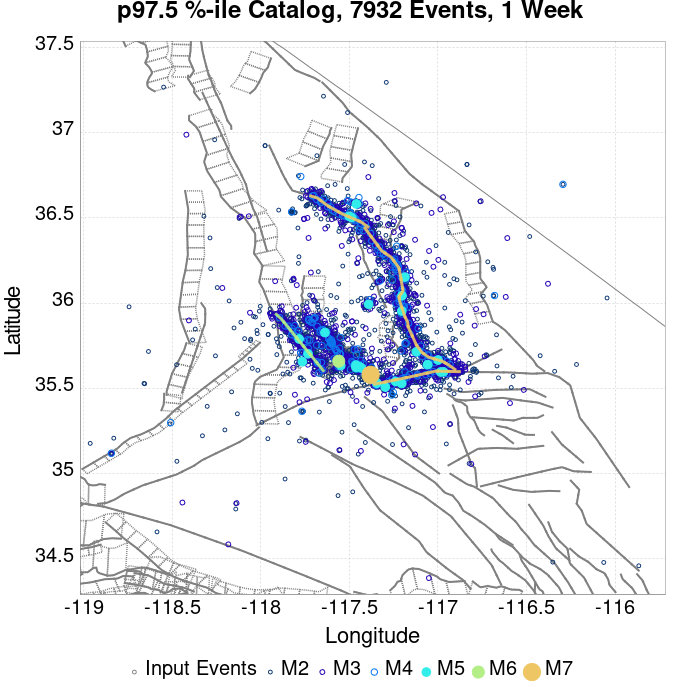 p97.5 %-ile Catalog, 7932 Events, 1 Week
37.5
37
36.5
36
35.5
35
34.5
Latitude
-119 -118.5 -118 -117.5 -117 -116.5 -116
Longitude
Input Events M2 M3 M4 M5 M6 M7